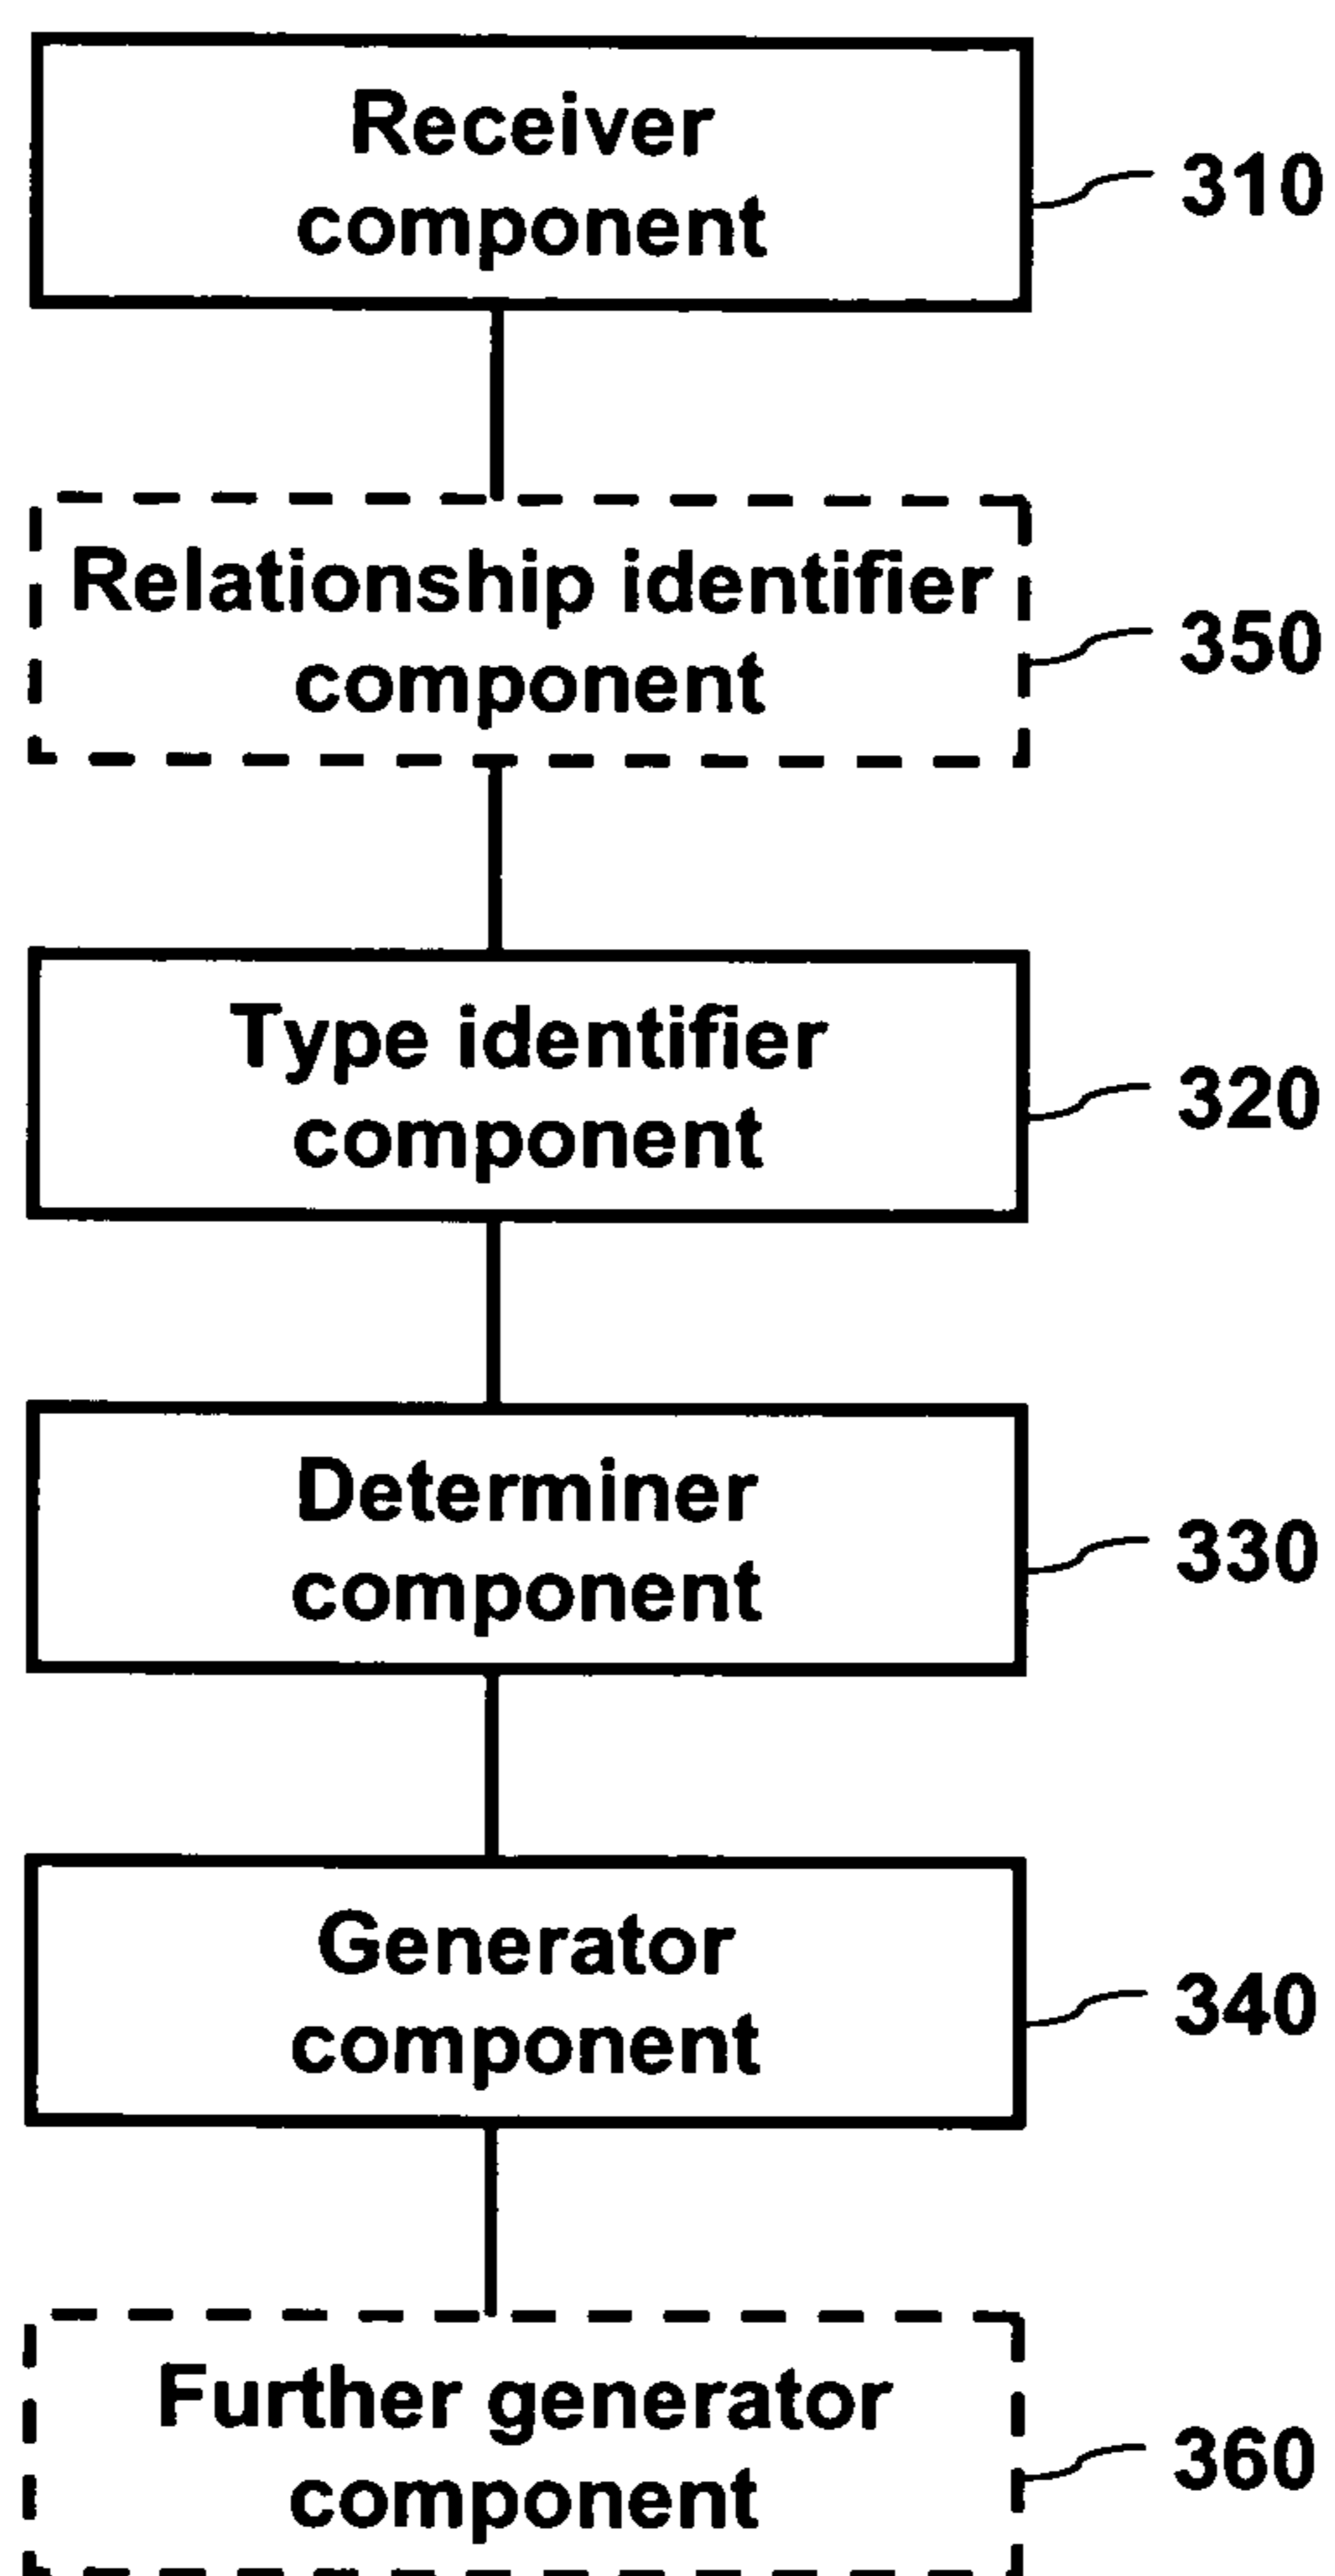 Receiver
component
310
Relationship identifier
component
350
Type identifier
component
320
Determiner
component
330
Generator
component
340
Further generator
component
360